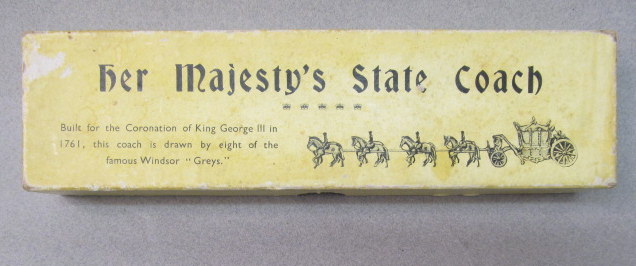 Her Majesty's State Coach
Built for the Coronation of King George III in
1761, this coach is drawn by eight of the
famous Windsor "Greys."